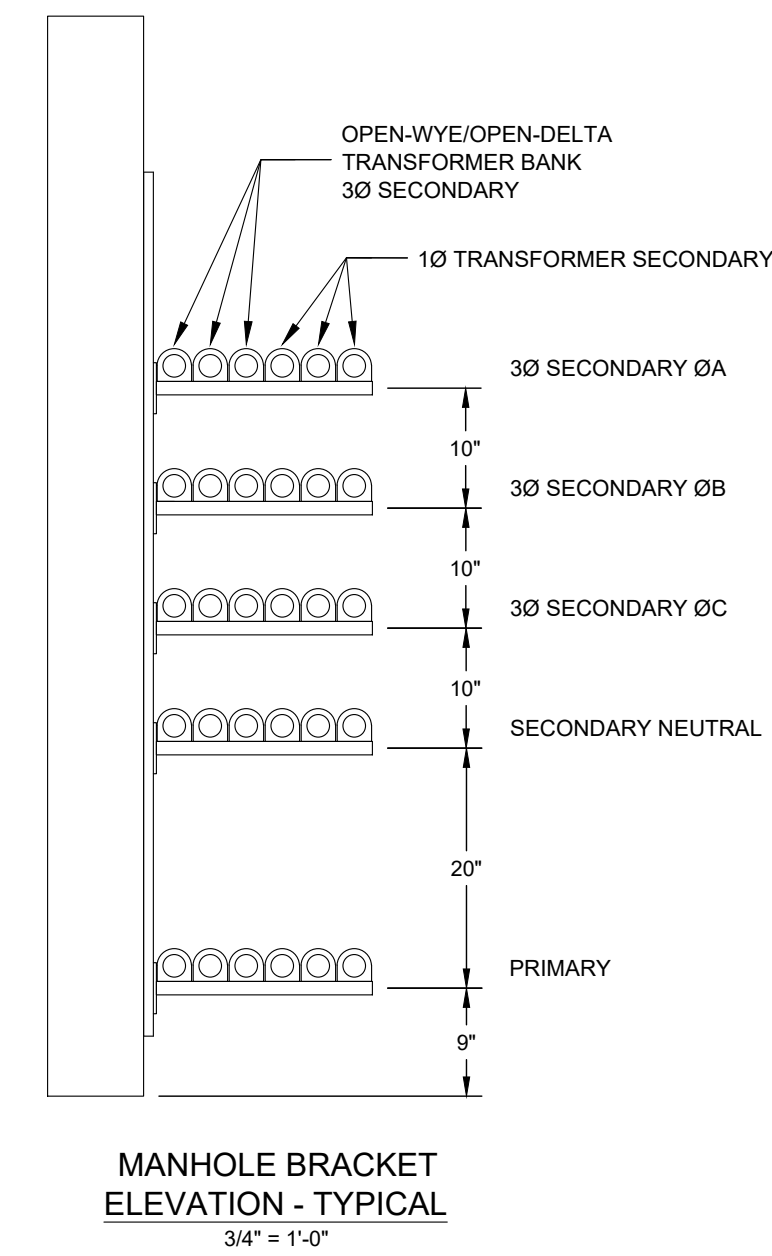 OPEN-WYE/OPEN-DELTA
TRANSFORMER BANK
3Ø SECONDARY
1Ø TRANSFORMER SECONDARY
3Ø SECONDARY ØA
10"
3Ø SECONDARY ØB
10"
3Ø SECONDARY ØC
10"
SECONDARY NEUTRAL
20"
PRIMARY
9"
MANHOLE BRACKET
ELEVATION - TYPICAL
3/4" = 1'-0"